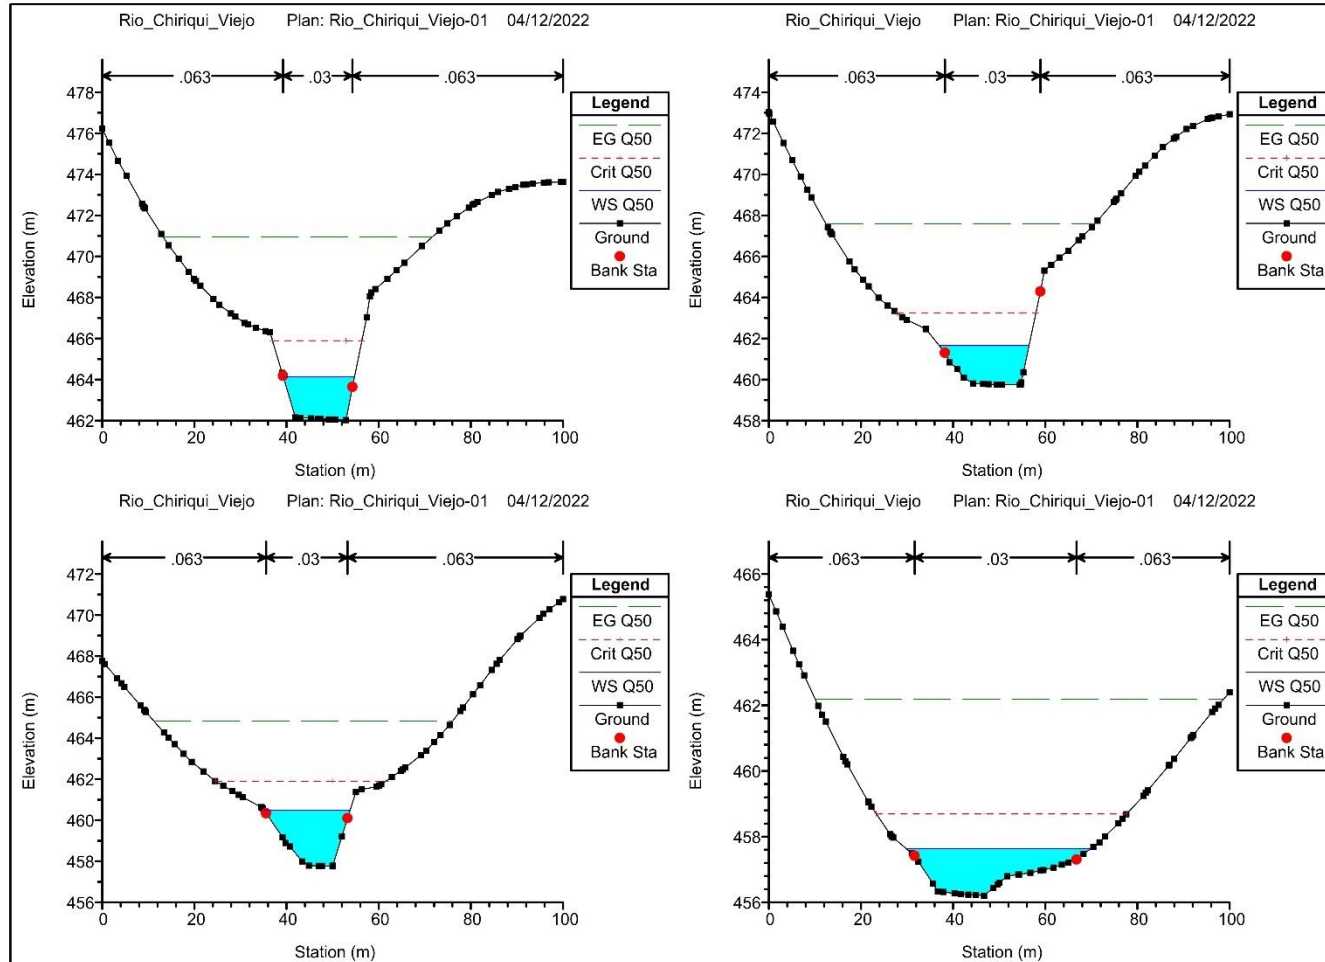 Rio_Chiriqui_Viejo Plan: Rio_Chiriqui_Viejo-01 04/12/2022
.063 .03 .063
478
476
474
472
470
468
466
464
462
Elevation (m)
0 20 40 60 80 100
Station (m)
Legend
EG Q50
Crit Q50
WS Q50
Ground
Bank Sta
Rio_Chiriqui_Viejo Plan: Rio_Chiriqui_Viejo-01 04/12/2022
.063 .03 .063
474
472
470
468
466
464
462
460
458
Elevation (m)
0 20 40 60 80 100
Station (m)
Legend
EG Q50
Crit Q50
WS Q50
Ground
Bank Sta
Rio_Chiriqui_Viejo Plan: Rio_Chiriqui_Viejo-01 04/12/2022
.063 .03 .063
472
470
468
466
464
462
460
458
456
Elevation (m)
0 20 40 60 80 100
Station (m)
Legend
EG Q50
Crit Q50
WS Q50
Ground
Bank Sta
Rio_Chiriqui_Viejo Plan: Rio_Chiriqui_Viejo-01 04/12/2022
.063 .03 .063
466
464
462
460
458
456
Elevation (m)
0 20 40 60 80 100
Station (m)
Legend
EG Q50
Crit Q50
WS Q50
Ground
Bank Sta